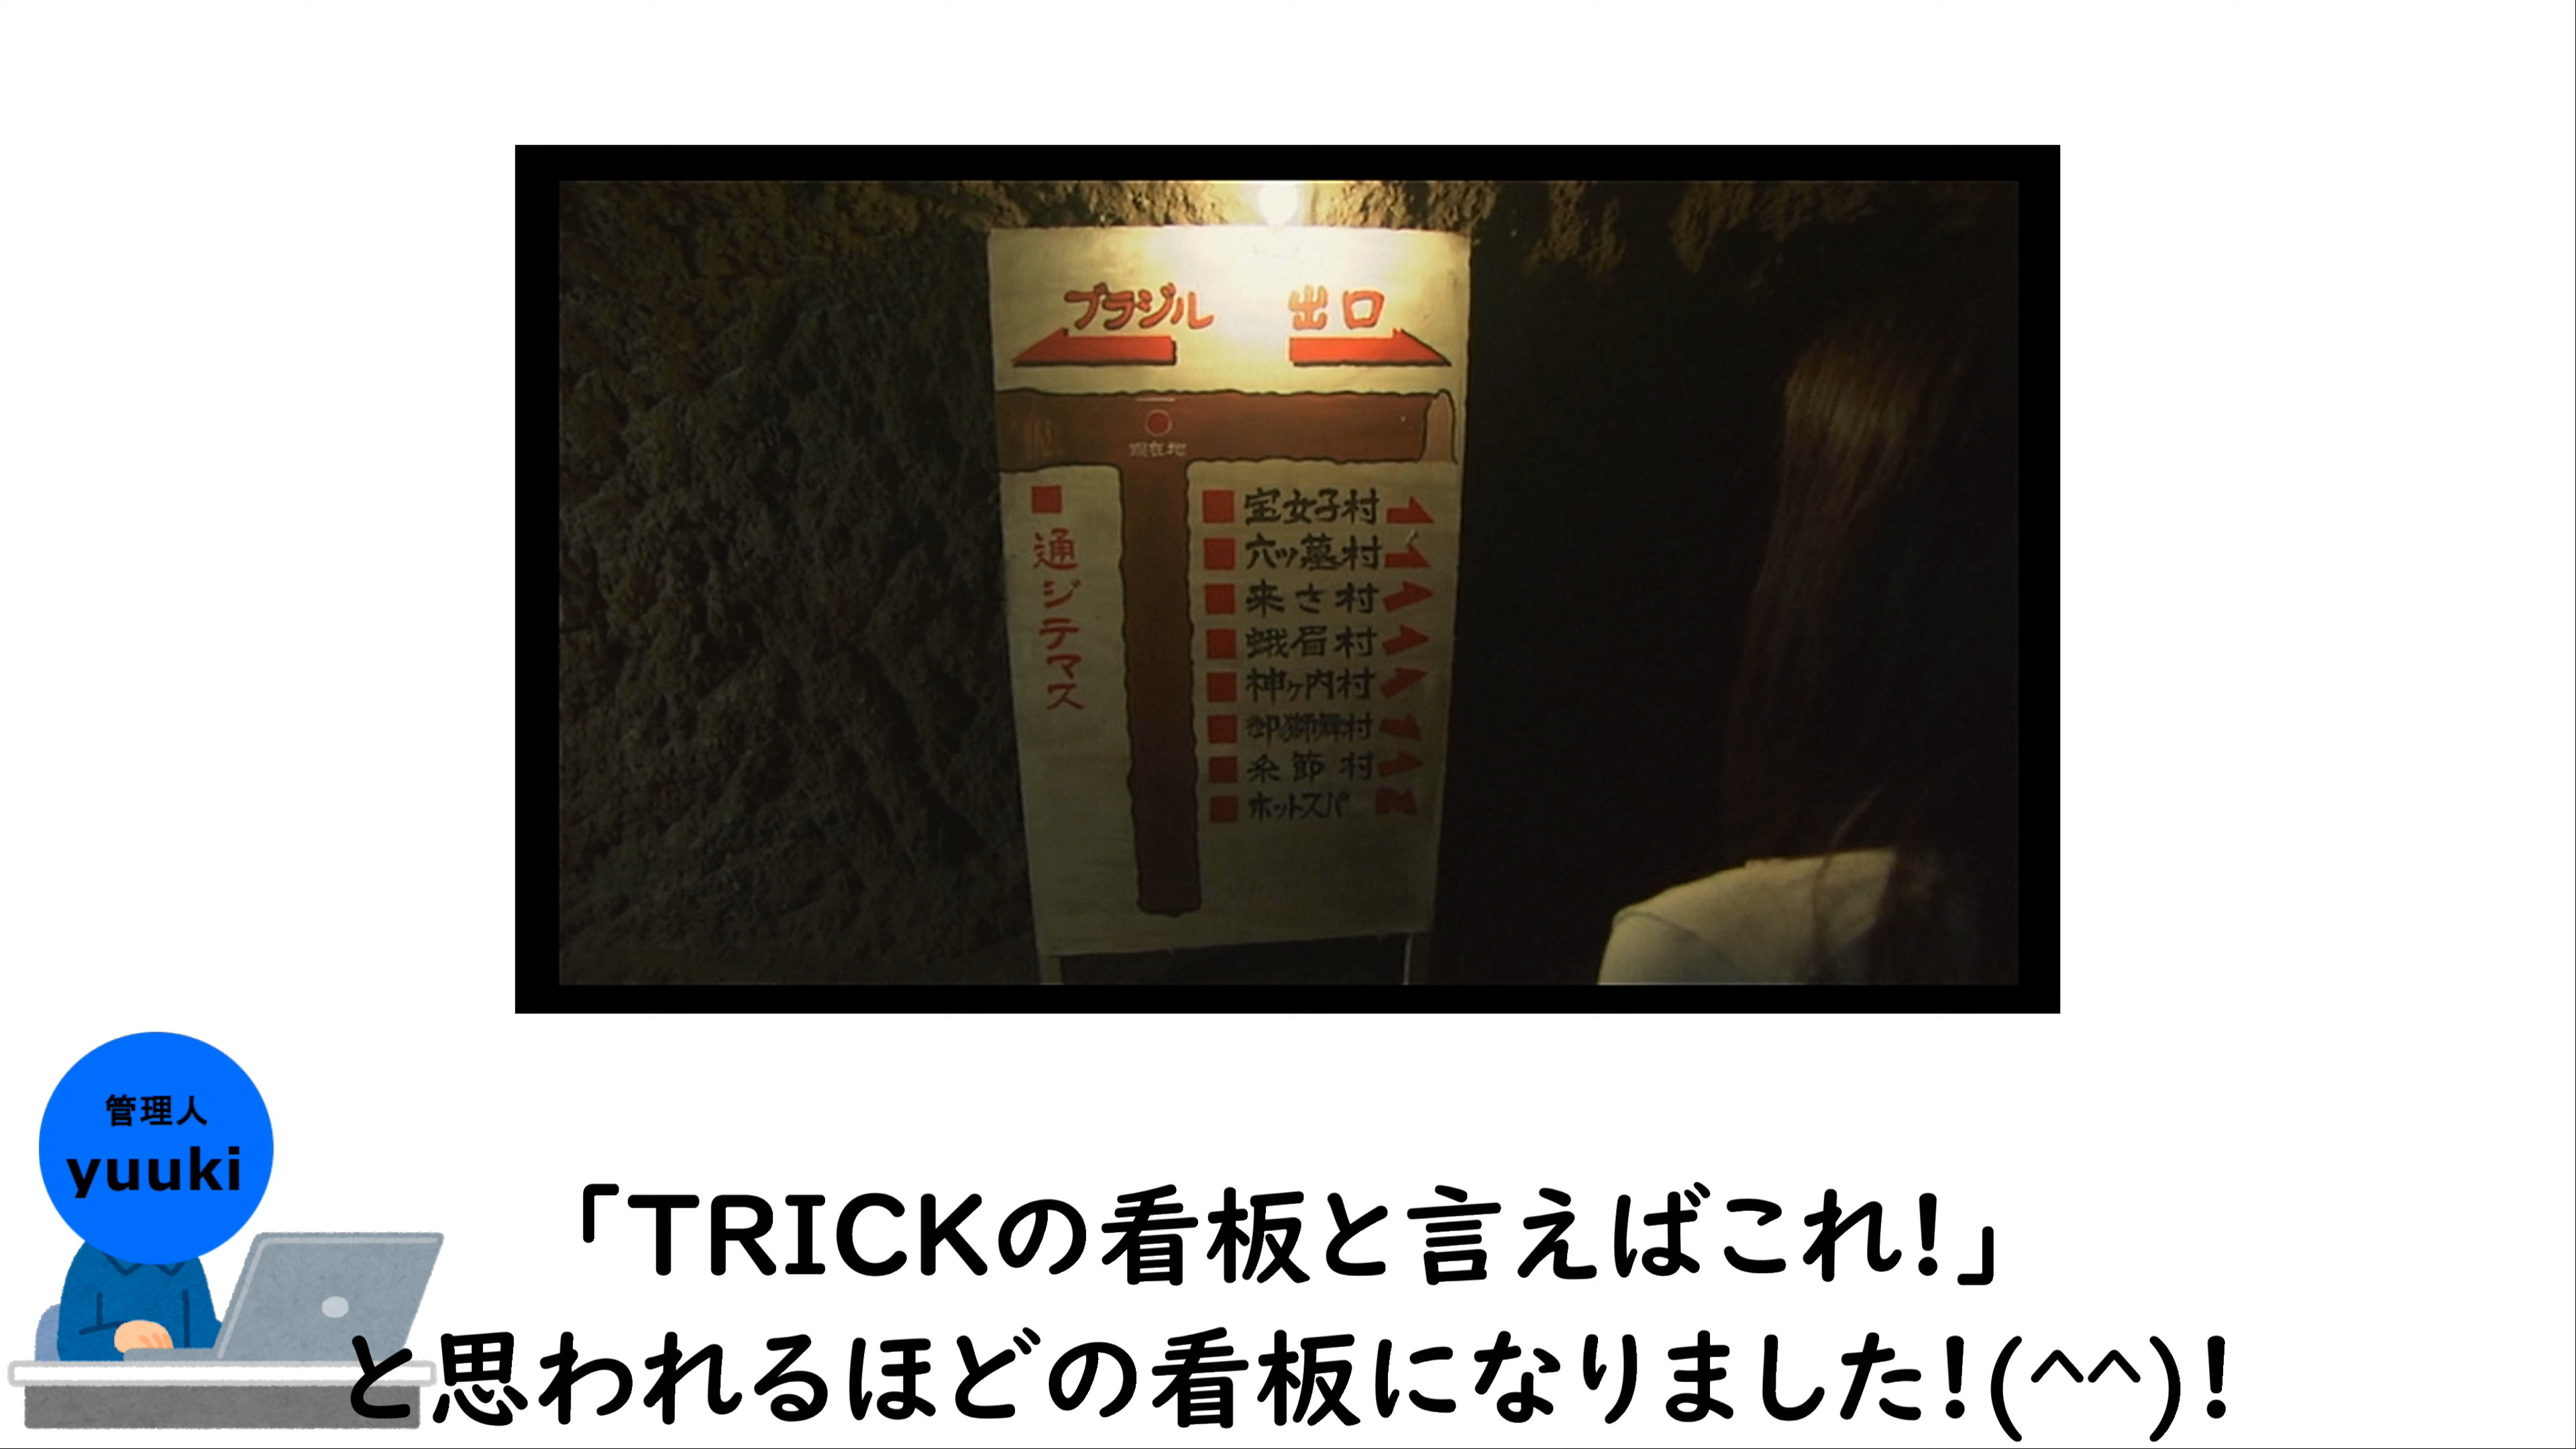 ブラジル 出口
現在地
■通ジテマス
■宝女子村
■穴ッ墓村
■来さ村
■蛾眉村
■神ヶ内村
■御獅舞村
■糸節村
■ホットスパ
管理人
yuuki
「TRICKの看板と言えばこれ!」
と思われるほどの看板になりました!(^^)!